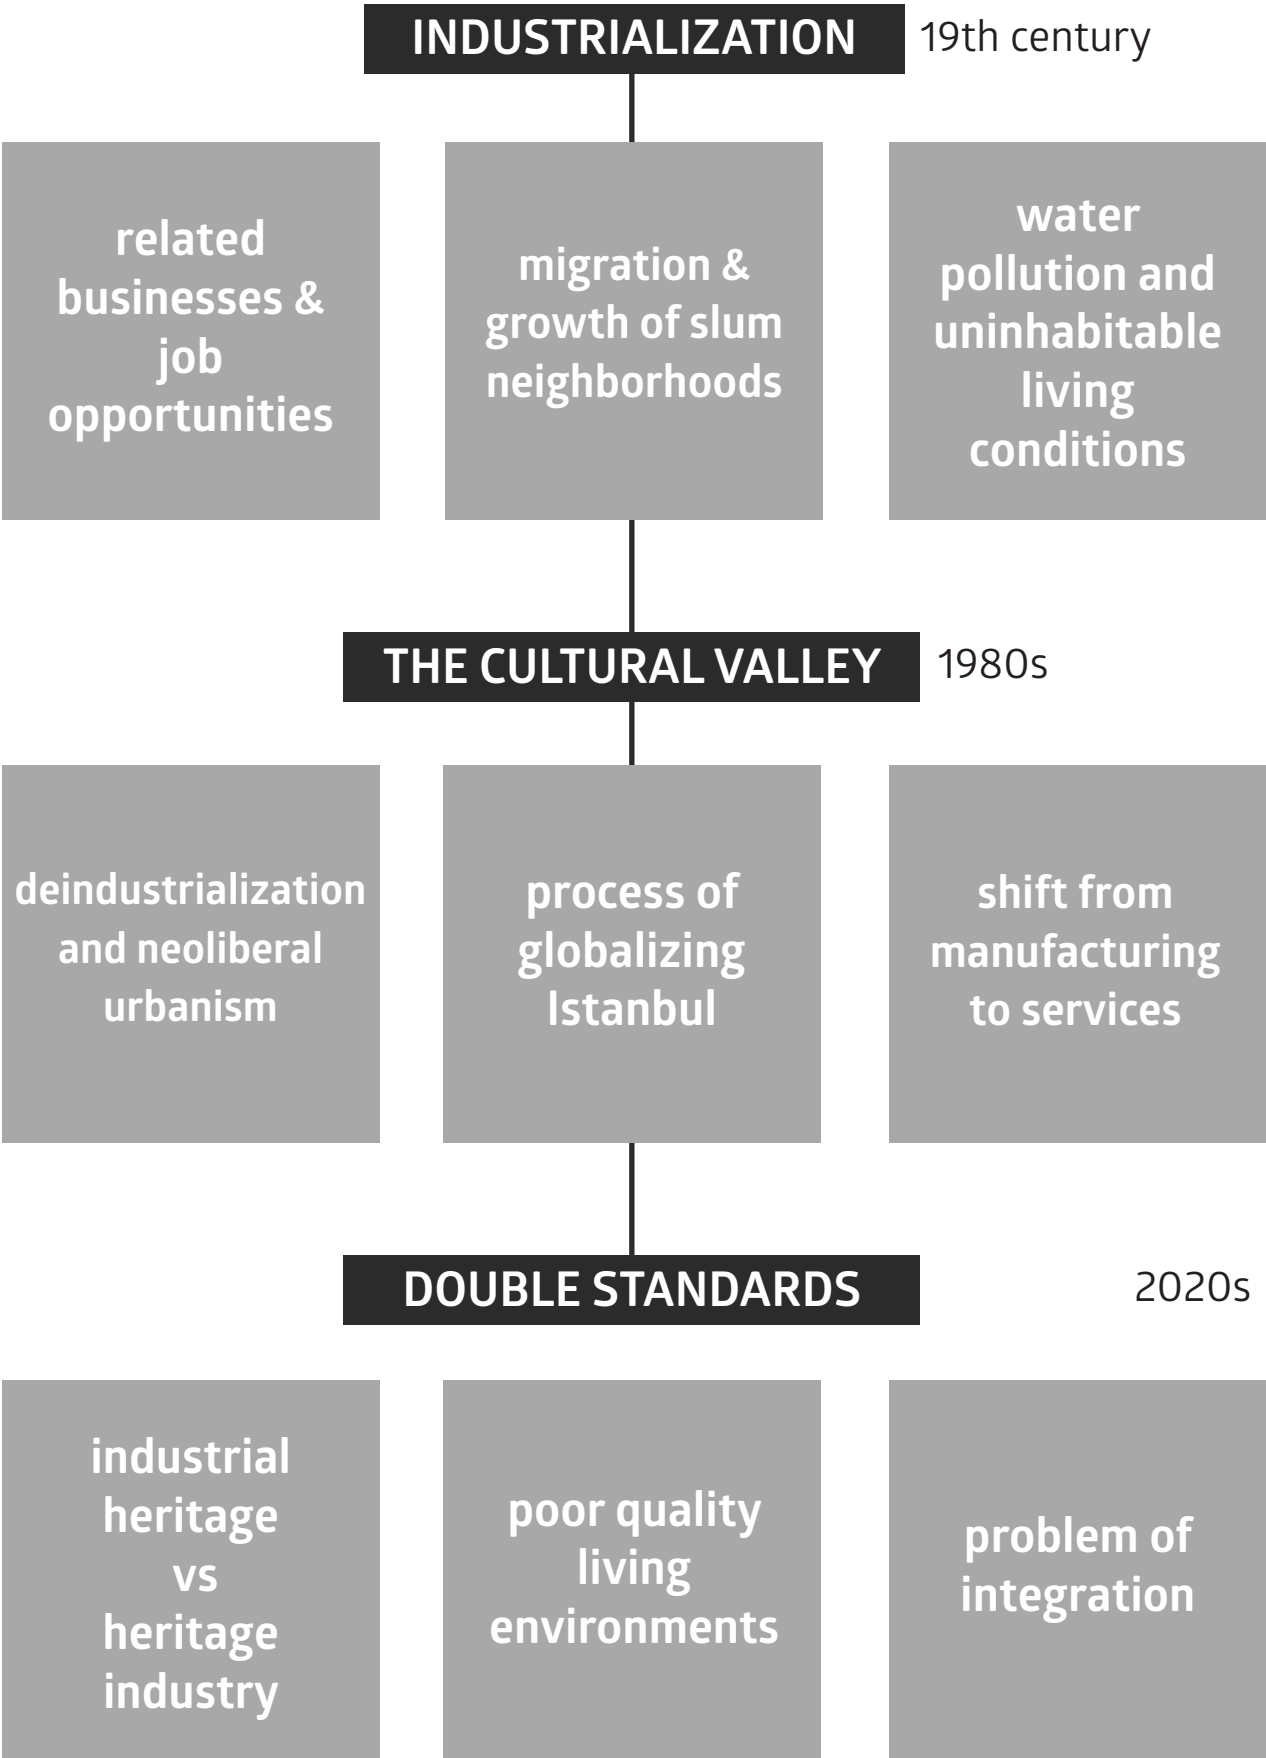 INDUSTRIALIZATION 19th century
related
businesses &
job
opportunities
migration &
growth of slum
neighborhoods
water
pollution and
uninhabitable
living
conditions
THE CULTURAL VALLEY 1980s
deindustrialization
and neoliberal
urbanism
process of
globalizing
Istanbul
shift from
manufacturing
to services
DOUBLE STANDARDS 2020s
industrial
heritage
vs
heritage
industry
poor quality
living
environments
problem of
integration